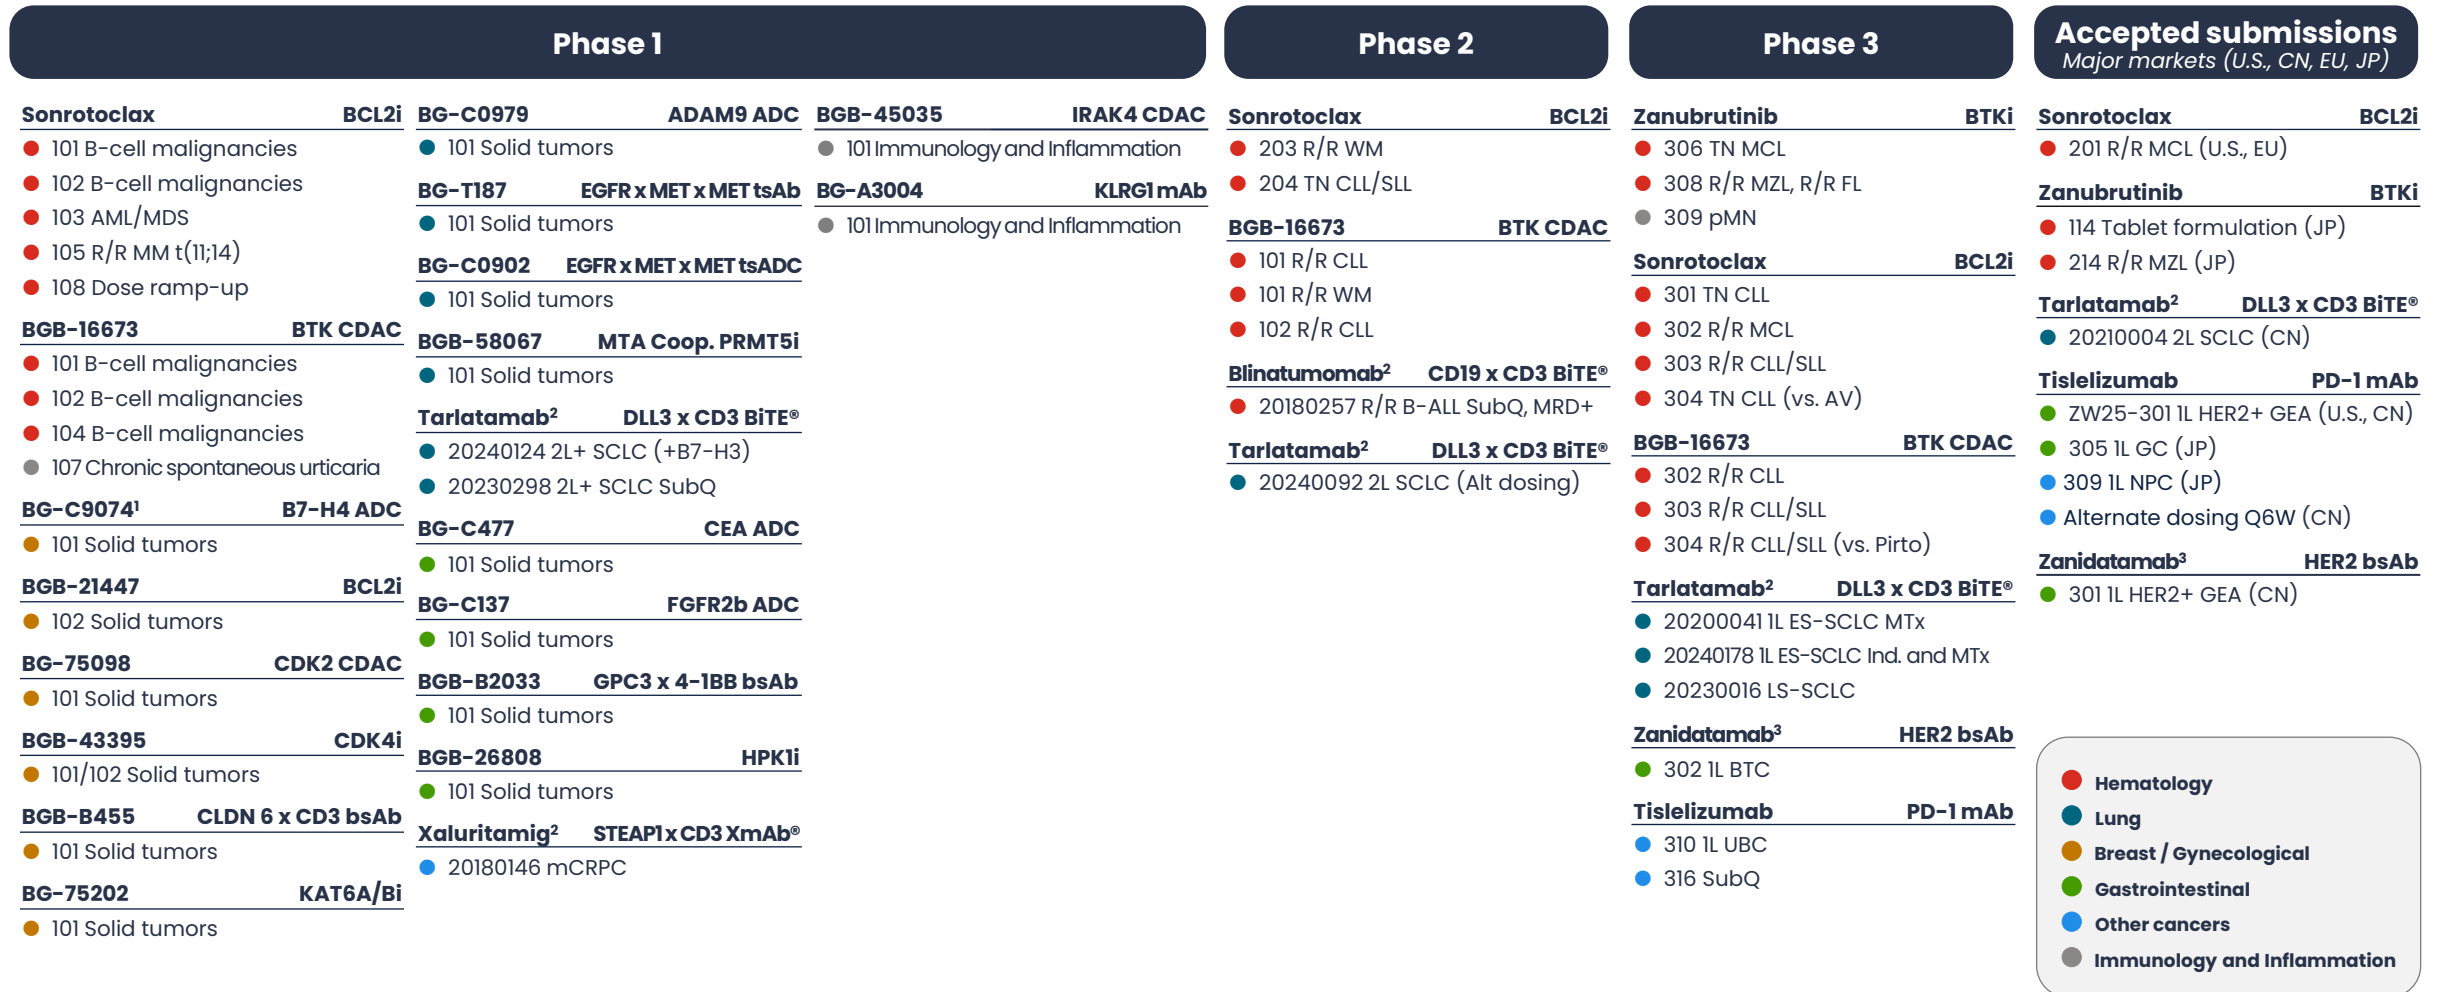 Phase 1
Sonrotoclax BCL2i
101 B-cell malignancies
102 B-cell malignancies
103 AML/MDS
105 R/R MM t(11;14)
108 Dose ramp-up
BGB-16673 BTK CDAC
101 B-cell malignancies
102 B-cell malignancies
104 B-cell malignancies
107 Chronic spontaneous urticaria
BG-C9074¹ B7-H4 ADC
101 Solid tumors
BGB-21447 BCL2i
102 Solid tumors
BG-75098 CDK2 CDAC
101 Solid tumors
BGB-43395 CDK4i
101/102 Solid tumors
BGB-B455 CLDN 6 x CD3 bsAb
101 Solid tumors
BG-75202 KAT6A/Bi
101 Solid tumors
BG-C0979 ADAM9 ADC
101 Solid tumors
BG-T187 EGFR x MET x MET tsAb
101 Solid tumors
BG-C0902 EGFR x MET x MET tsADC
101 Solid tumors
BGB-58067 MTA Coop. PRMT5i
101 Solid tumors
Tarlatamab² DLL3 x CD3 BiTE®
20240124 2L+ SCLC (+B7-H3)
20230298 2L+ SCLC SubQ
BG-C477 CEA ADC
101 Solid tumors
BG-C137 FGFR2b ADC
101 Solid tumors
BGB-B2033 GPC3 x 4-1BB bsAb
101 Solid tumors
BGB-26808 HPK1i
101 Solid tumors
Xaluritamig² STEAP1 x CD3 XmAb®
20180146 mCRPC
BGB-45035 IRAK4 CDAC
101 Immunology and Inflammation
BG-A3004 KLRG1 mAb
101 Immunology and Inflammation
Phase 2
Sonrotoclax BCL2i
203 R/R WM
204 TN CLL/SLL
BGB-16673 BTK CDAC
101 R/R CLL
101 R/R WM
102 R/R CLL
Blinatumomab² CD19 x CD3 BiTE®
20180257 R/R B-ALL SubQ, MRD+
Tarlatamab² DLL3 x CD3 BiTE®
20240092 2L SCLC (Alt dosing)
Phase 3
Zanubrutinib BTKi
306 TN MCL
308 R/R MZL, R/R FL
309 pMN
Sonrotoclax BCL2i
301 TN CLL
302 R/R MCL
303 R/R CLL/SLL
304 TN CLL (vs. AV)
BGB-16673 BTK CDAC
302 R/R CLL
303 R/R CLL/SLL
304 R/R CLL/SLL (vs. Pirto)
Tarlatamab² DLL3 x CD3 BiTE®
20200041 1L ES-SCLC MTx
20240178 1L ES-SCLC Ind. and MTx
20230016 LS-SCLC
Zanidatamab³ HER2 bsAb
302 1L BTC
Tislelizumab PD-1 mAb
310 1L UBC
316 SubQ
Accepted submissions
Major markets (U.S., CN, EU, JP)
Sonrotoclax BCL2i
201 R/R MCL (U.S., EU)
Zanubrutinib BTKi
114 Tablet formulation (JP)
214 R/R MZL (JP)
Tarlatamab² DLL3 x CD3 BiTE®
20210004 2L SCLC (CN)
Tislelizumab PD-1 mAb
ZW25-301 1L HER2+ GEA (U.S., CN)
305 1L GC (JP)
309 1L NPC (JP)
Alternate dosing Q6W (CN)
Zanidatamab³ HER2 bsAb
301 1L HER2+ GEA (CN)
Hematology
Lung
Breast / Gynecological
Gastrointestinal
Other cancers
Immunology and Inflammation